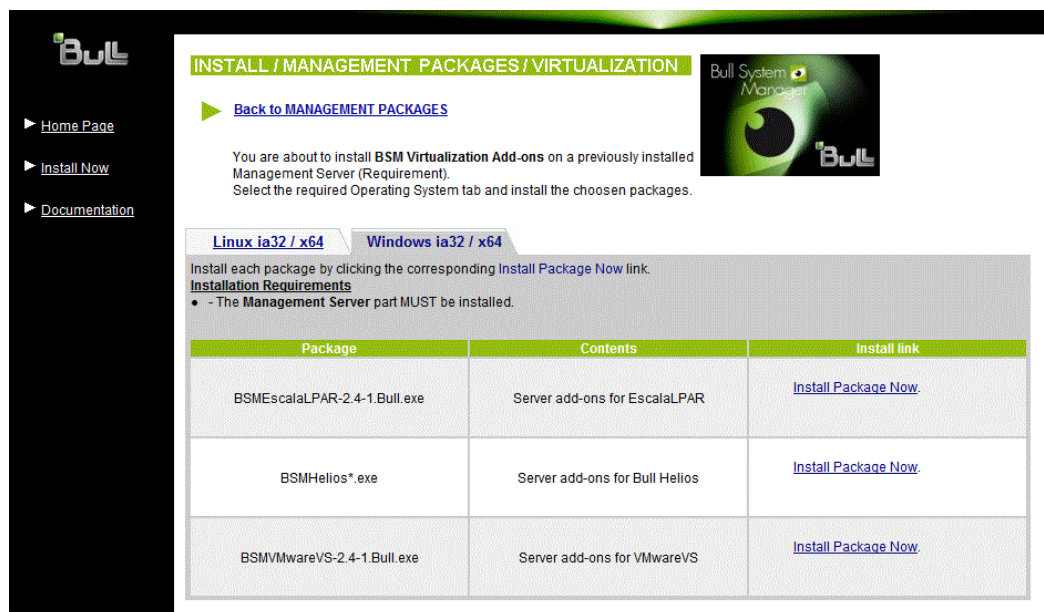 Bull
Home Page
Install Now
Documentation
INSTALL / MANAGEMENT PACKAGES / VIRTUALIZATION
Bull System
Manager
Bull
Back to MANAGEMENT PACKAGES
You are about to install BSM Virtualization Add-ons on a previously installed
Management Server (Requirement).
Select the required Operating System tab and install the choosen packages.
Linux ia32 / x64 Windows ia32 / x64
Install each package by clicking the corresponding Install Package Now link.
Installation Requirements
● - The Management Server part MUST be installed.
Package Contents Install link
BSMEscalaLPAR-2.4-1.Bull.exe Server add-ons for EscalaLPAR Install Package Now.
BSMHelios*.exe Server add-ons for Bull Helios Install Package Now.
BSMVMwareVS-2.4-1.Bull.exe Server add-ons for VMwareVS Install Package Now.